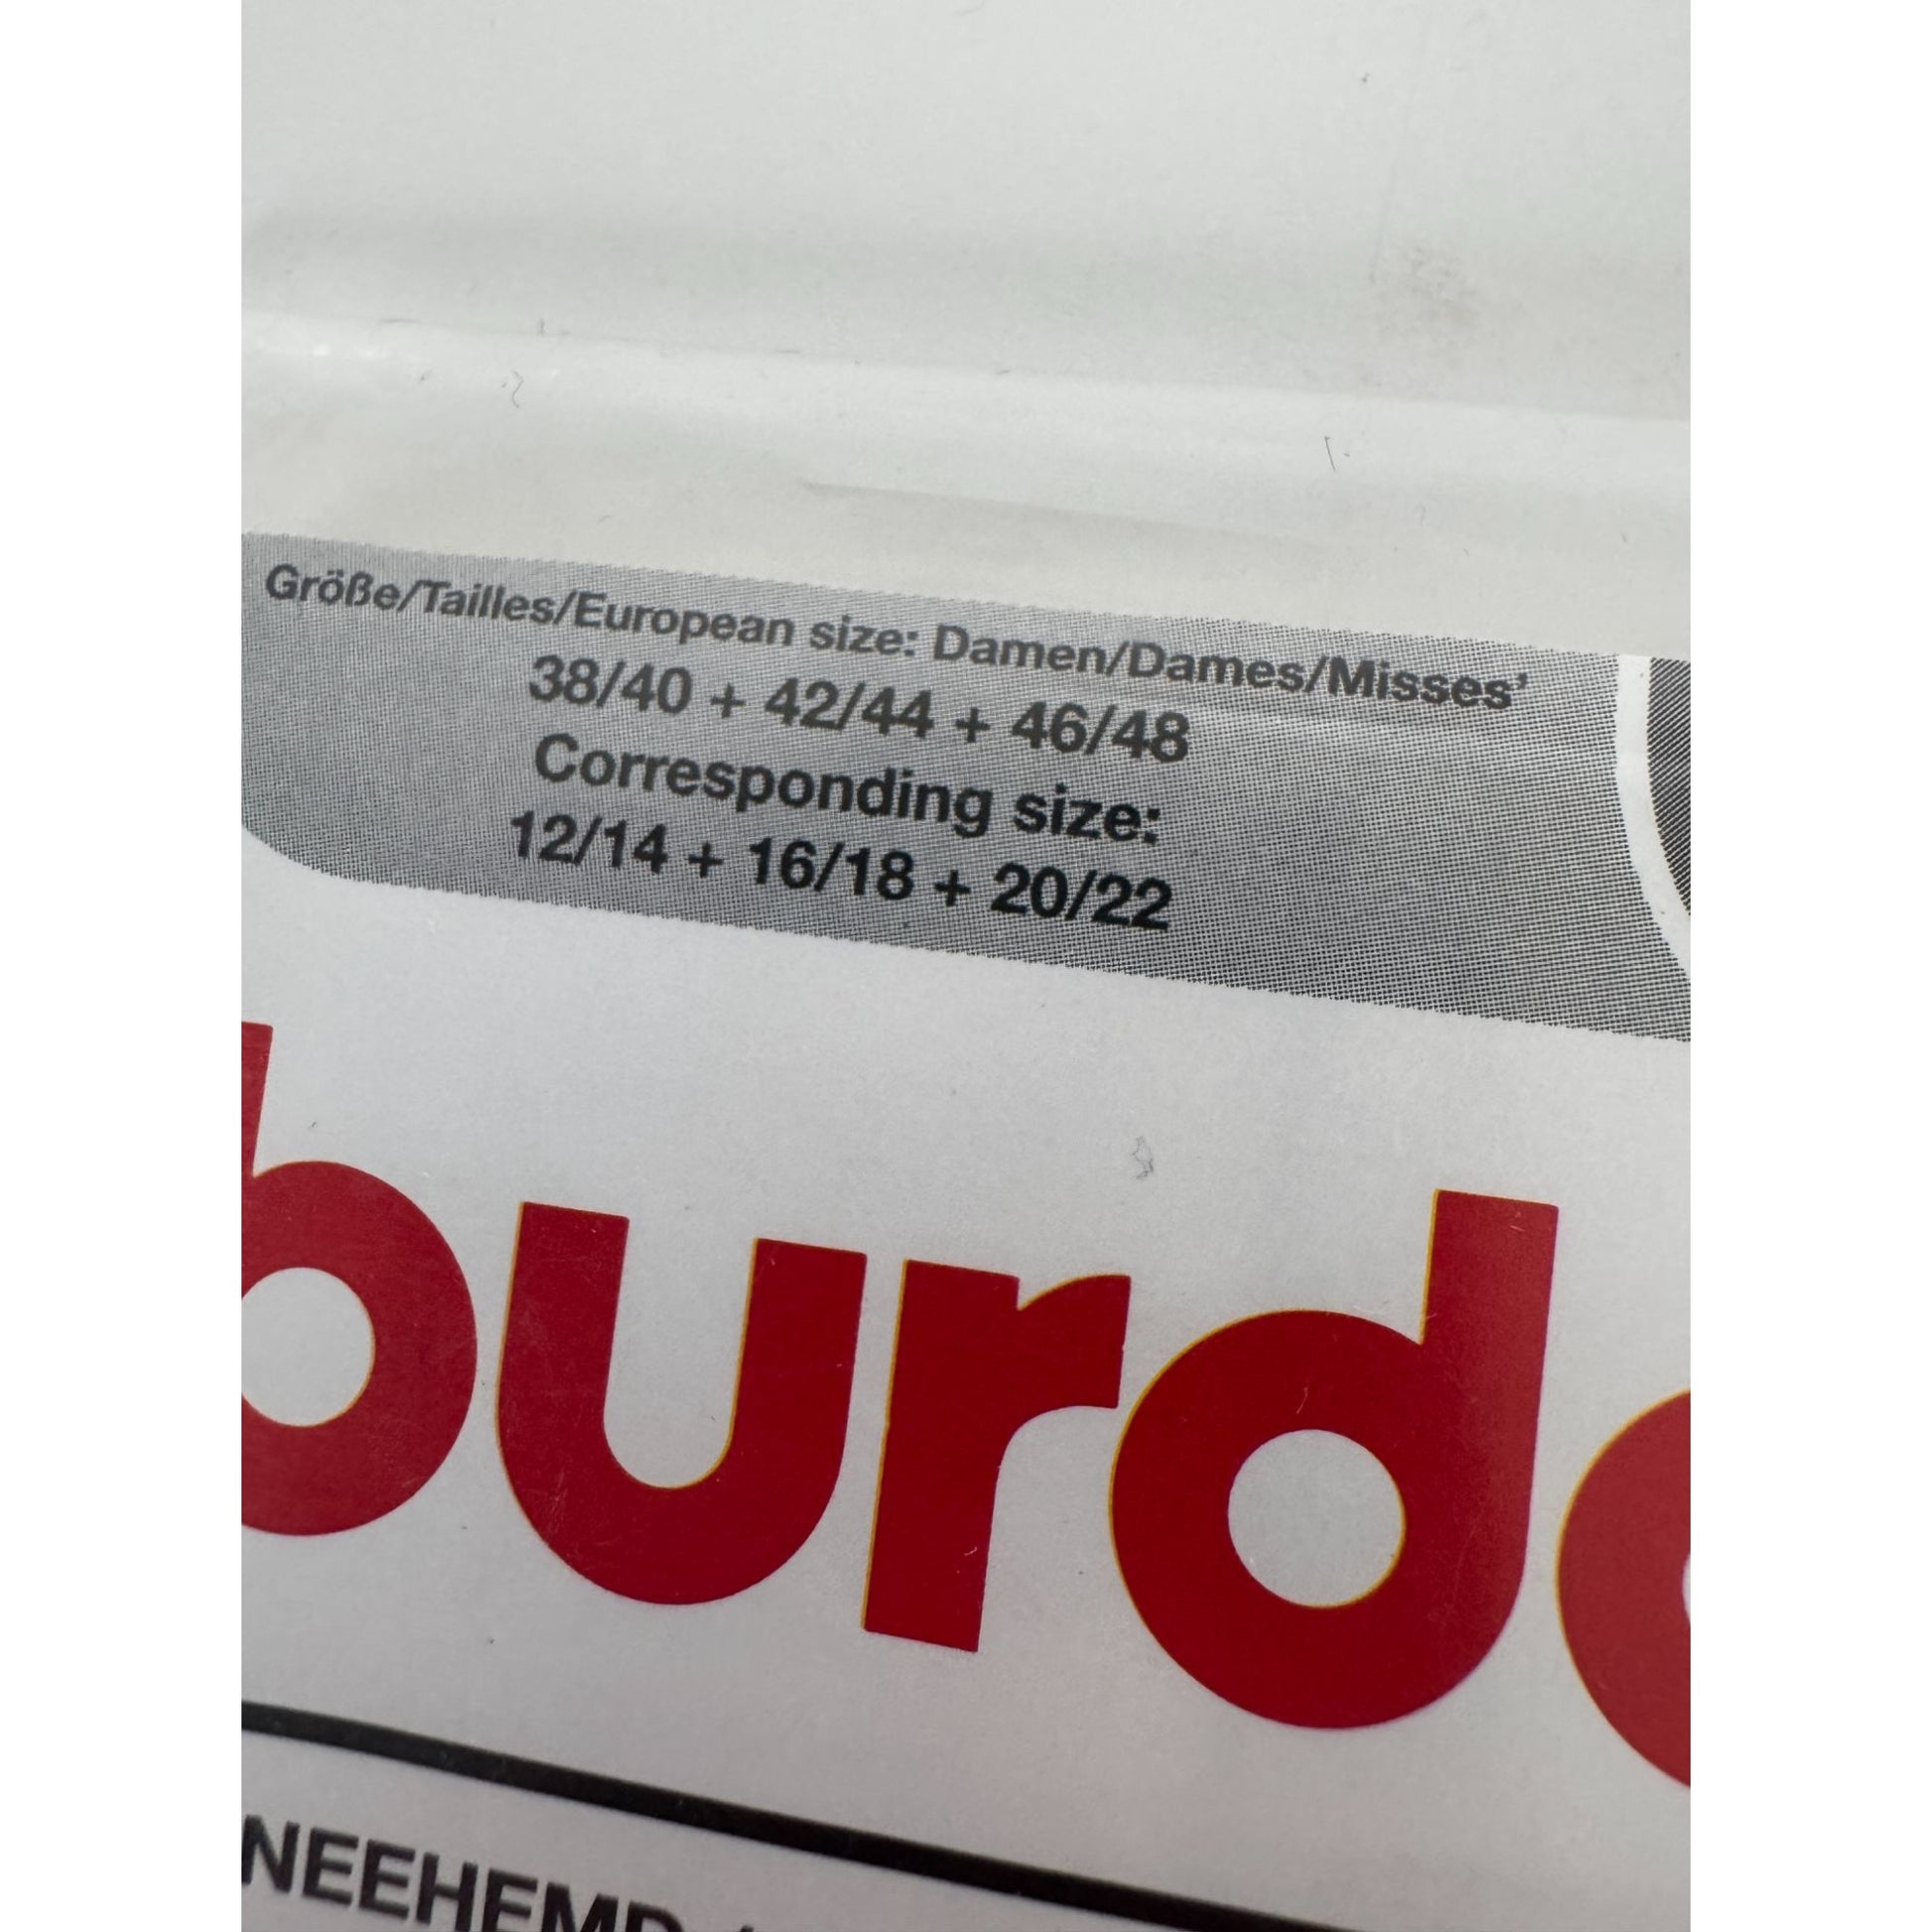 Größe/Tailles/European size: Damen/Dames/Misses’
38/40 + 42/44 + 46/48
Corresponding size:
12/14 + 16/18 + 20/22
burda
NEEHEMD